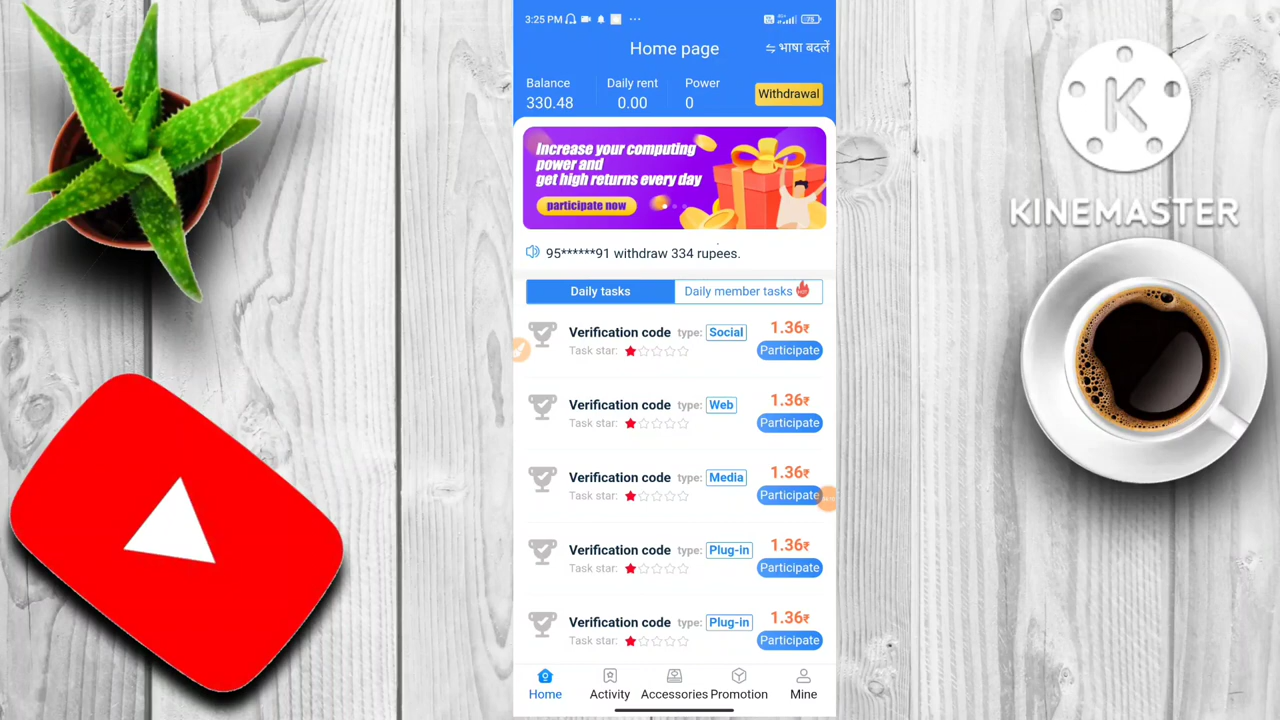 3:25 PM
Home page
भाषा बदलें
Balance
Daily rent
Power
330.48
0.00
0
Withdrawal
Increase your computing
power and
get high returns every day
participate now
95******91 withdraw 334 rupees.
Daily tasks
Daily member tasks
Verification code type: Social 1.36₹
Task star: Participate
Verification code type: Web 1.36₹
Task star: Participate
Verification code type: Media 1.36₹
Task star: Participate
Verification code type: Plug-in 1.36₹
Task star: Participate
Verification code type: Plug-in 1.36₹
Task star: Participate
Home
Activity
Accessories
Promotion
Mine
K
KINEMASTER